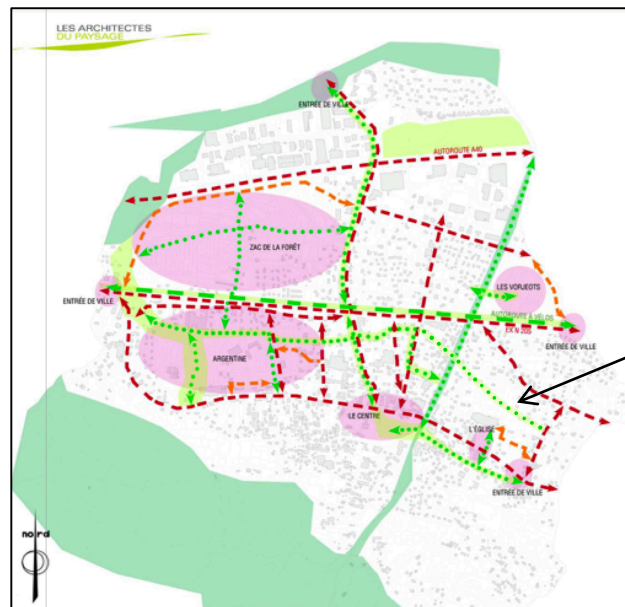 LES ARCHITECTES
DU PAYSAGE
ENTRÉE DE VILLE
AUTOROUTE A40
ZAC DE LA FORÊT
LES VORJEOTS
ENTRÉE DE VILLE
AUTOROUTE A VÉLOS
EX N 205
ENTRÉE DE VILLE
ARGENTINE
LE CENTRE
L'ÉGLISE
ENTRÉE DE VILLE
nord